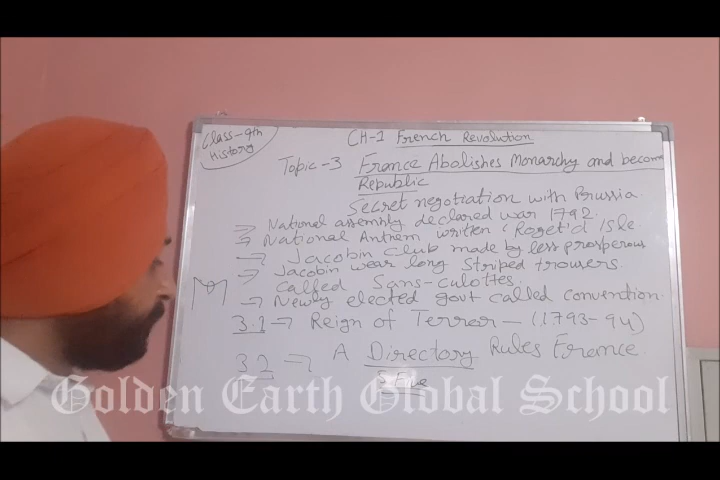 Class-9th
History
CH-1 French Revolution
Topic-3 France Abolishes Monarchy and become
Republic
Secret negotiation with Prussia
→ National assembly declared war 1792.
→ National Anthem written 'Roget'd Isle
→ Jacobin Club made by less prosperous
→ Jacobin wear long striped trousers
called Sans-culottes.
→ Newly elected govt called convention.
3.1 → Reign of Terror - (1793-94)
3.2 → A Directory Rules France.
Golden Earth Global School